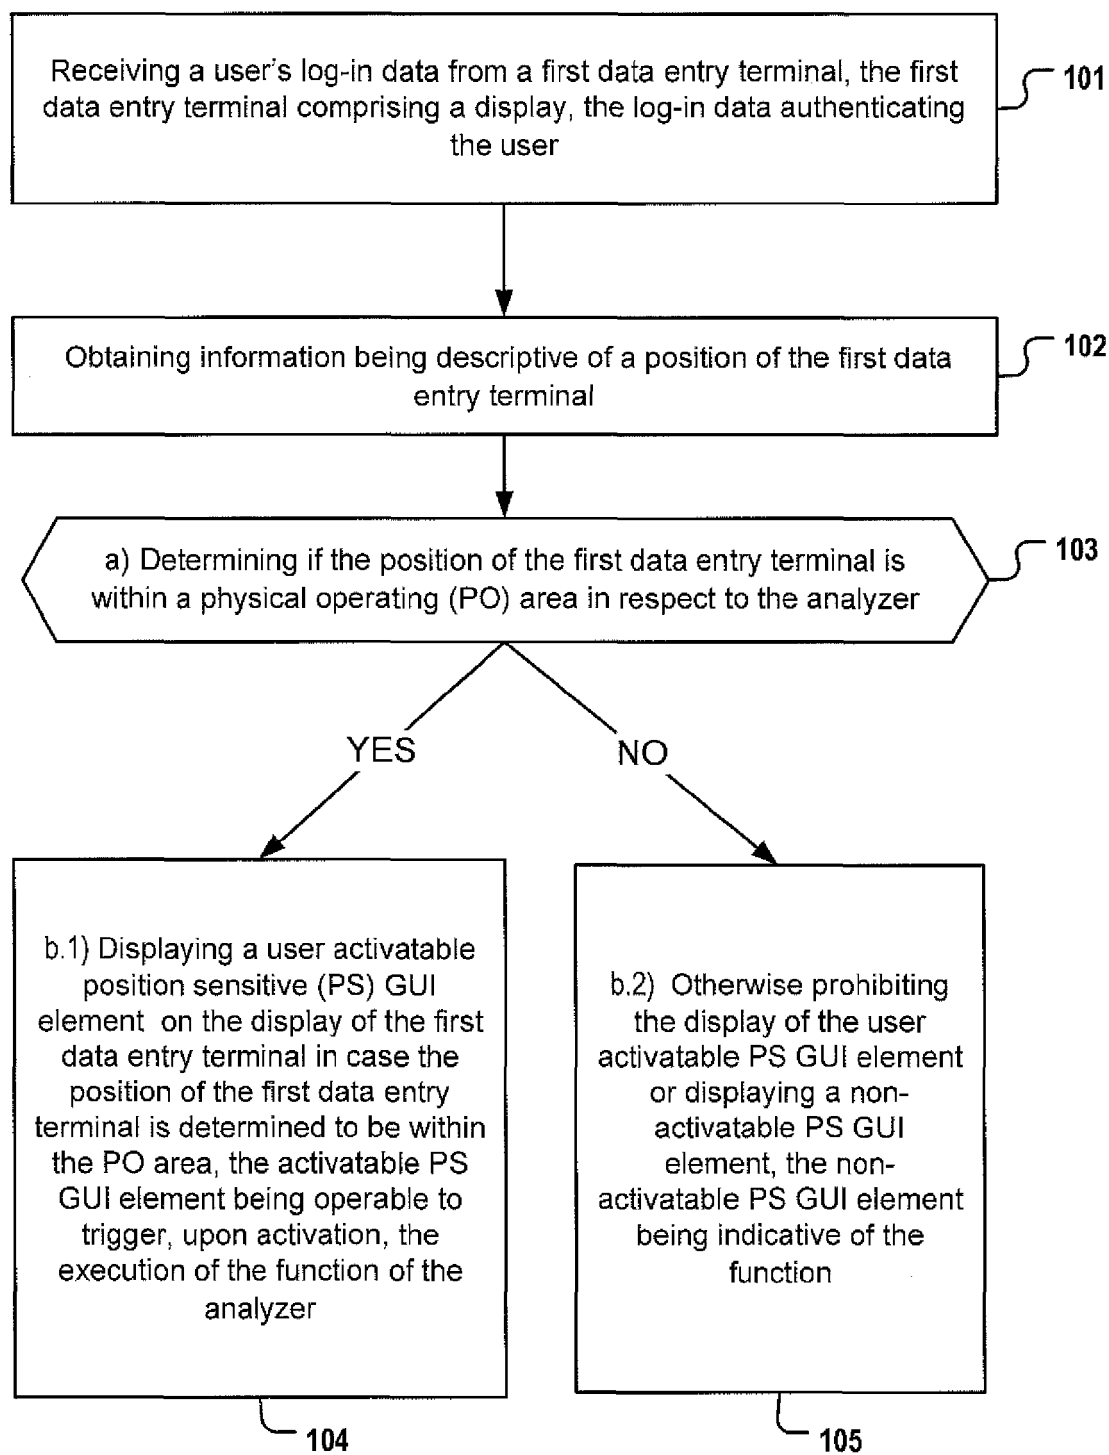 Receiving a user's log-in data from a first data entry terminal, the first
data entry terminal comprising a display, the log-in data authenticating
the user
101
Obtaining information being descriptive of a position of the first data
entry terminal
102
a) Determining if the position of the first data entry terminal is
within a physical operating (PO) area in respect to the analyzer
103
YES
NO
b.1) Displaying a user activatable
position sensitive (PS) GUI
element on the display of the first
data entry terminal in case the
position of the first data entry
terminal is determined to be within
the PO area, the activatable PS
GUI element being operable to
trigger, upon activation, the
execution of the function of the
analyzer
104
b.2) Otherwise prohibiting
the display of the user
activatable PS GUI element
or displaying a non-
activatable PS GUI
element, the non-
activatable PS GUI element
being indicative of the
function
105